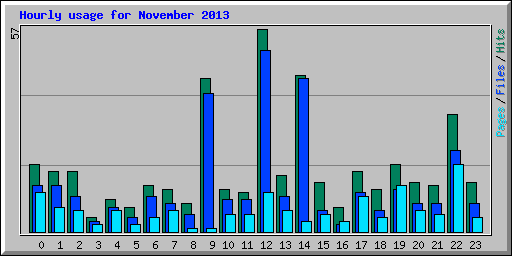 Hourly usage for November 2013
57
Pages / Files / Hits
0 1 2 3 4 5 6 7 8 9 10 11 12 13 14 15 16 17 18 19 20 21 22 23